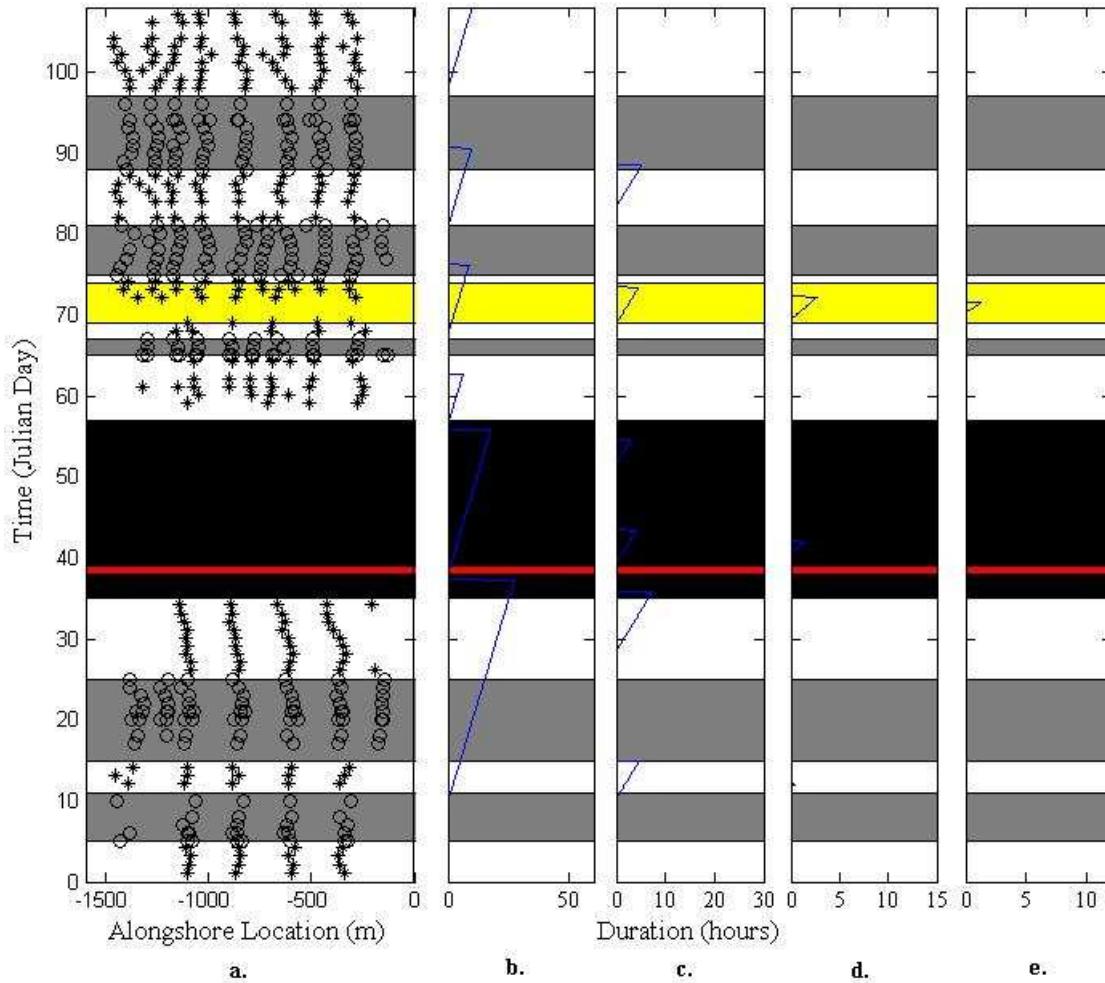 Time (Julian Day)
100
90
80
70
60
50
40
30
20
10
0
-1500 -1000 -500 0
0 50
0 10 20 30
0 5 10 15
0 5 10
Alongshore Location (m)
Duration (hours)
a. b. c. d. e.